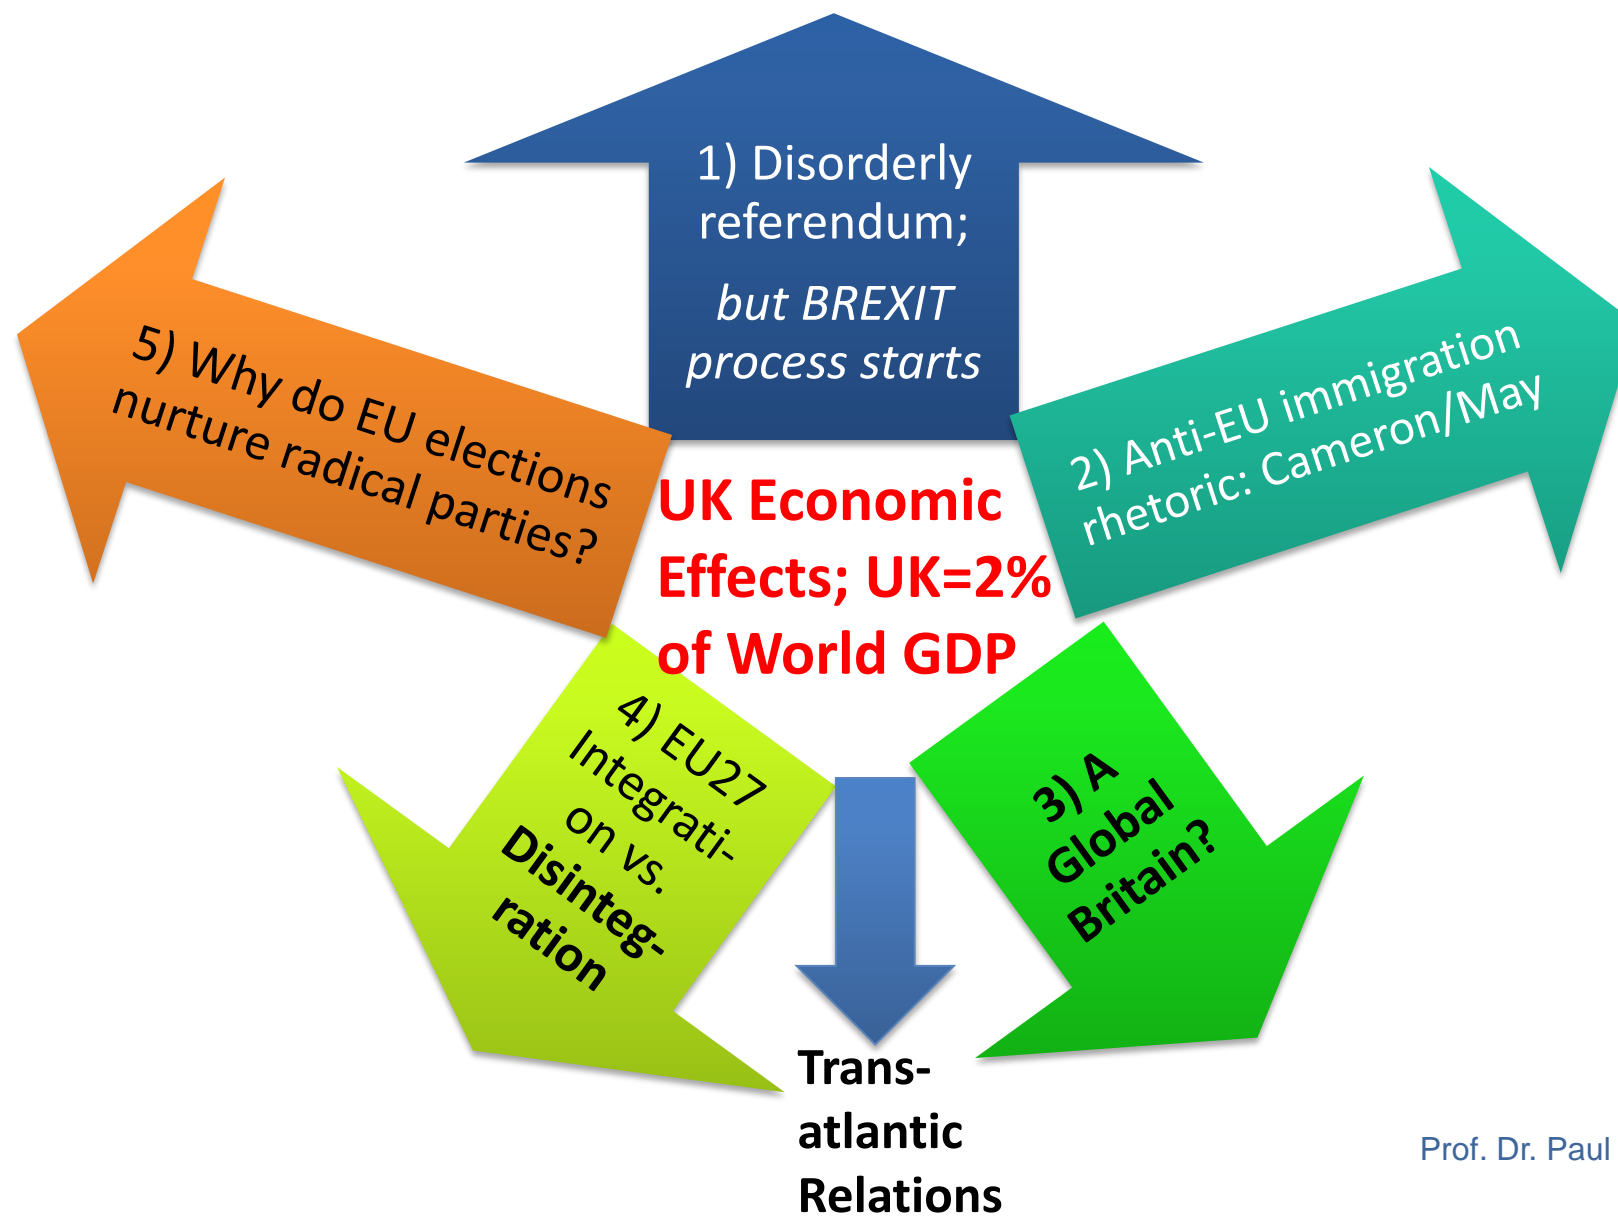 1) Disorderly
referendum;
but BREXIT
process starts
2) Anti-EU immigration
rhetoric: Cameron/May
3) A
Global
Britain?
4) EU27
Integrati-
on vs.
Disinteg-
ration
5) Why do EU elections
nurture radical parties?
UK Economic
Effects; UK=2%
of World GDP
Trans-
atlantic
Relations
Prof. Dr. Paul